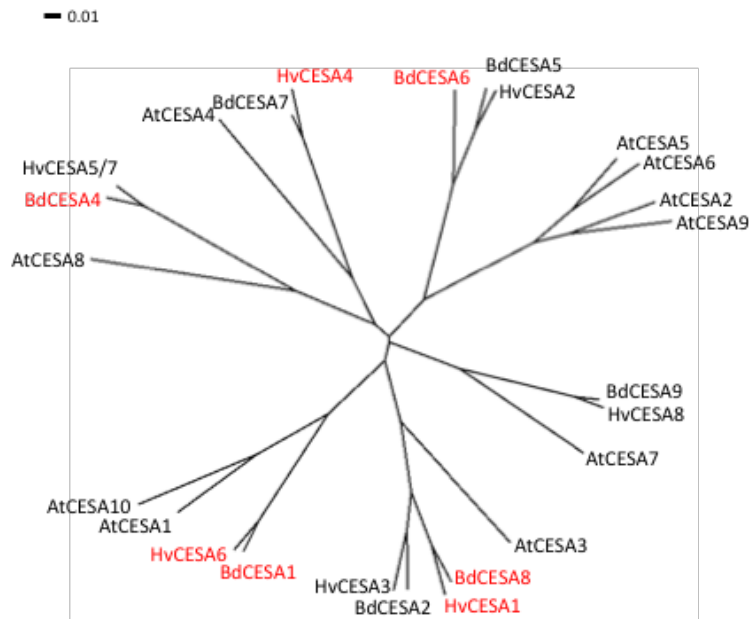 0.01
HvCESA4
BdCESA6
BdCESA5
BdCESA7
HvCESA2
AtCESA4
AtCESA5
AtCESA6
HvCESA5/7
BdCESA4
AtCESA2
AtCESA9
AtCESA8
BdCESA9
HvCESA8
AtCESA7
AtCESA10
AtCESA1
AtCESA3
HvCESA6
BdCESA1
BdCESA8
HvCESA3
BdCESA2
HvCESA1